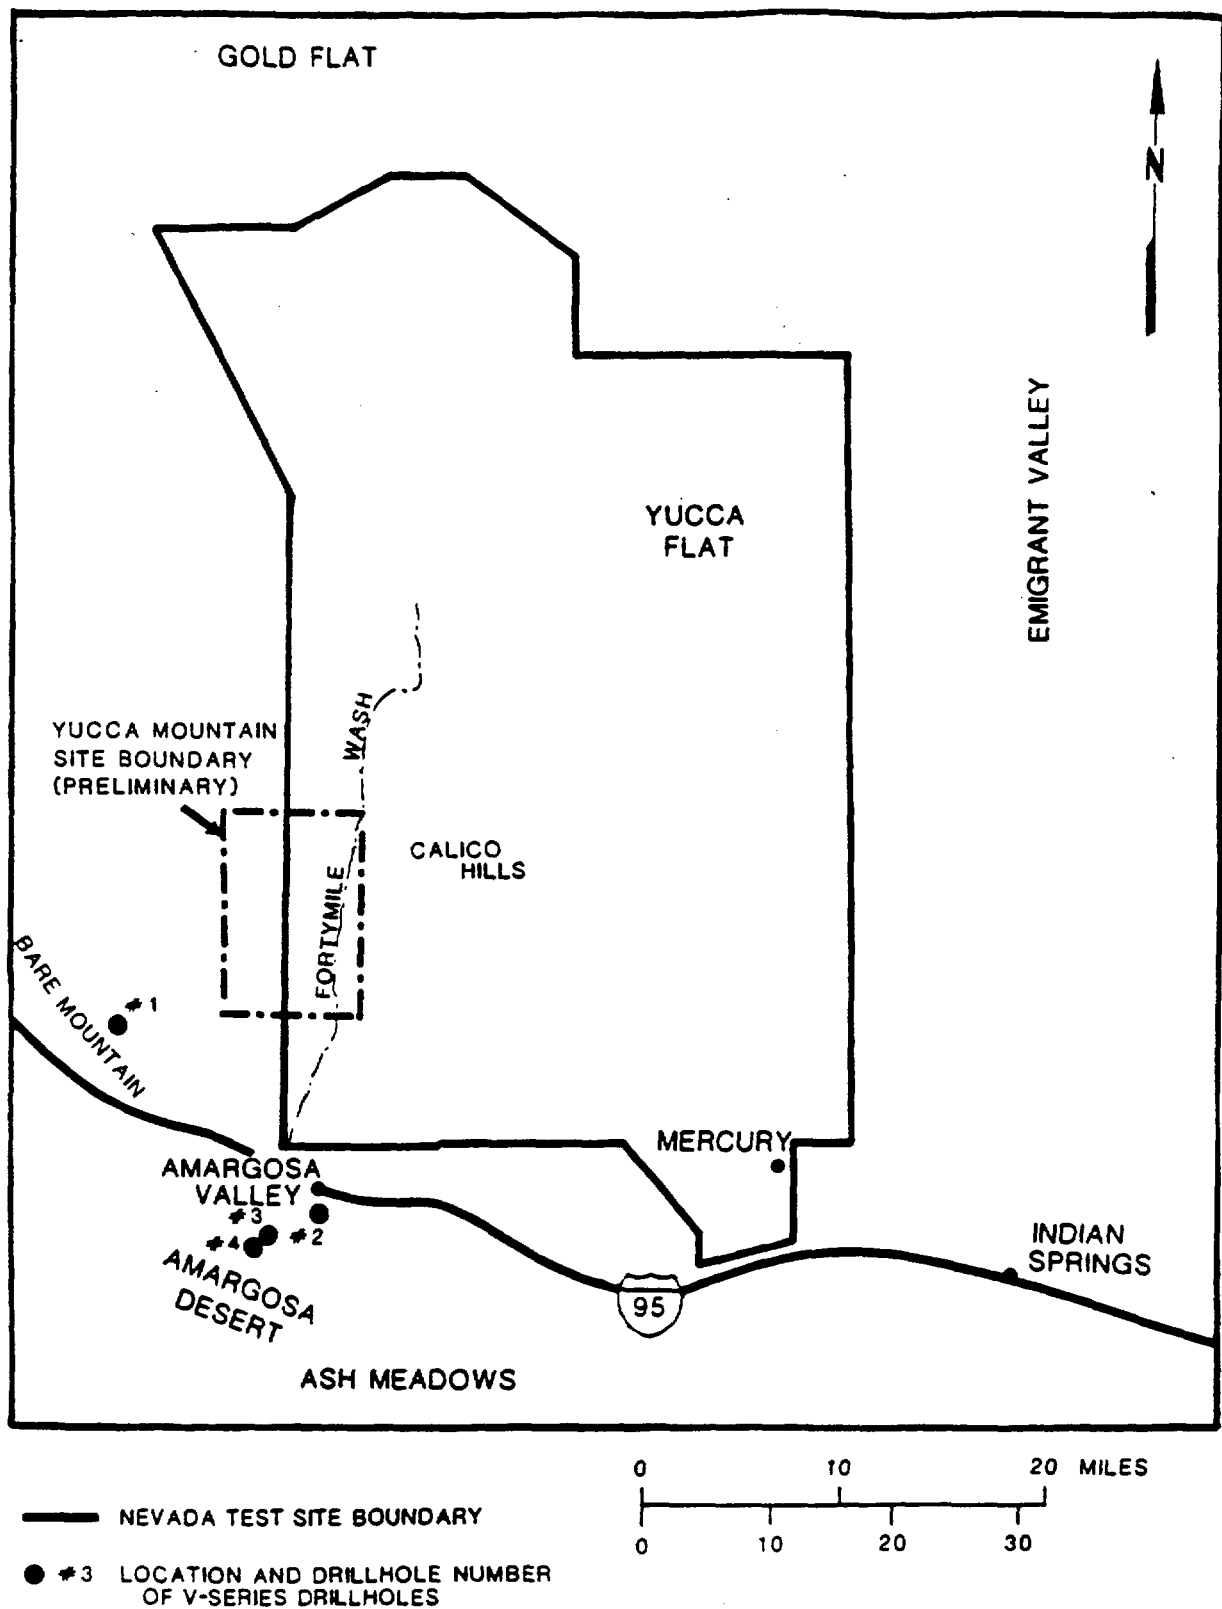 GOLD FLAT
N
EMIGRANT VALLEY
YUCCA
FLAT
WASH
YUCCA MOUNTAIN
SITE BOUNDARY
(PRELIMINARY)
CALICO
HILLS
FORTYMILE
BARE MOUNTAIN
#1
MERCURY
AMARGOSA
VALLEY
#3
#2
#4
AMARGOSA
DESERT
INDIAN
SPRINGS
95
ASH MEADOWS
0 10 20 MILES
0 10 20 30
NEVADA TEST SITE BOUNDARY
#3 LOCATION AND DRILLHOLE NUMBER
OF V-SERIES DRILLHOLES